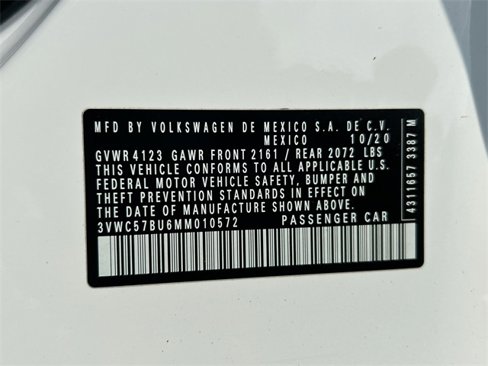 MFD BY VOLKSWAGEN DE MEXICO S.A. DE C.V.
MEXICO 10/20
GVWR 4123 GAWR FRONT 2161 / REAR 2072 LBS
THIS VEHICLE CONFORMS TO ALL APPLICABLE U.S.
FEDERAL MOTOR VEHICLE SAFETY, BUMPER AND
THEFT PREVENTION STANDARDS IN EFFECT ON
THE DATE OF MANUFACTURE SHOWN ABOVE.
3VWC57BU6MM010572 PASSENGER CAR
4311657 3387 M